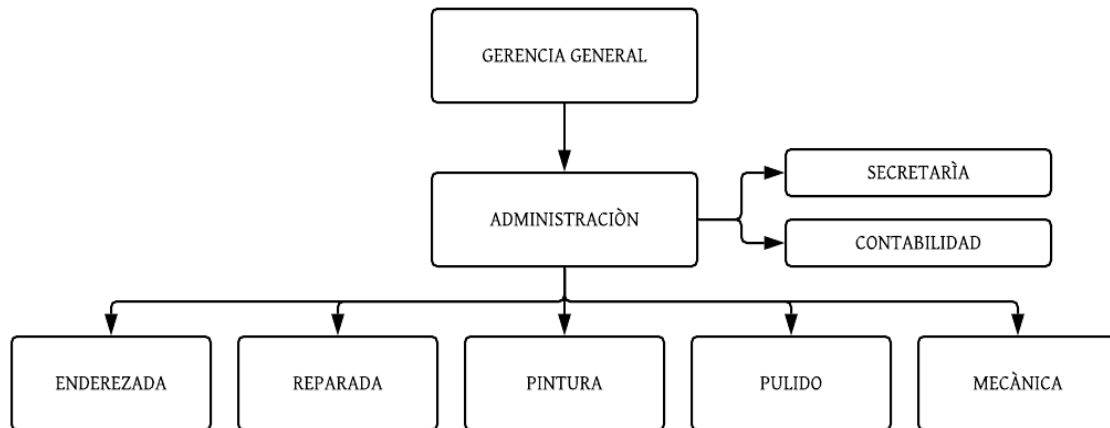 GERENCIA GENERAL
SECRETARÌA
ADMINISTRACIÒN
CONTABILIDAD
ENDEREZADA
REPARADA
PINTURA
PULIDO
MECÀNICA